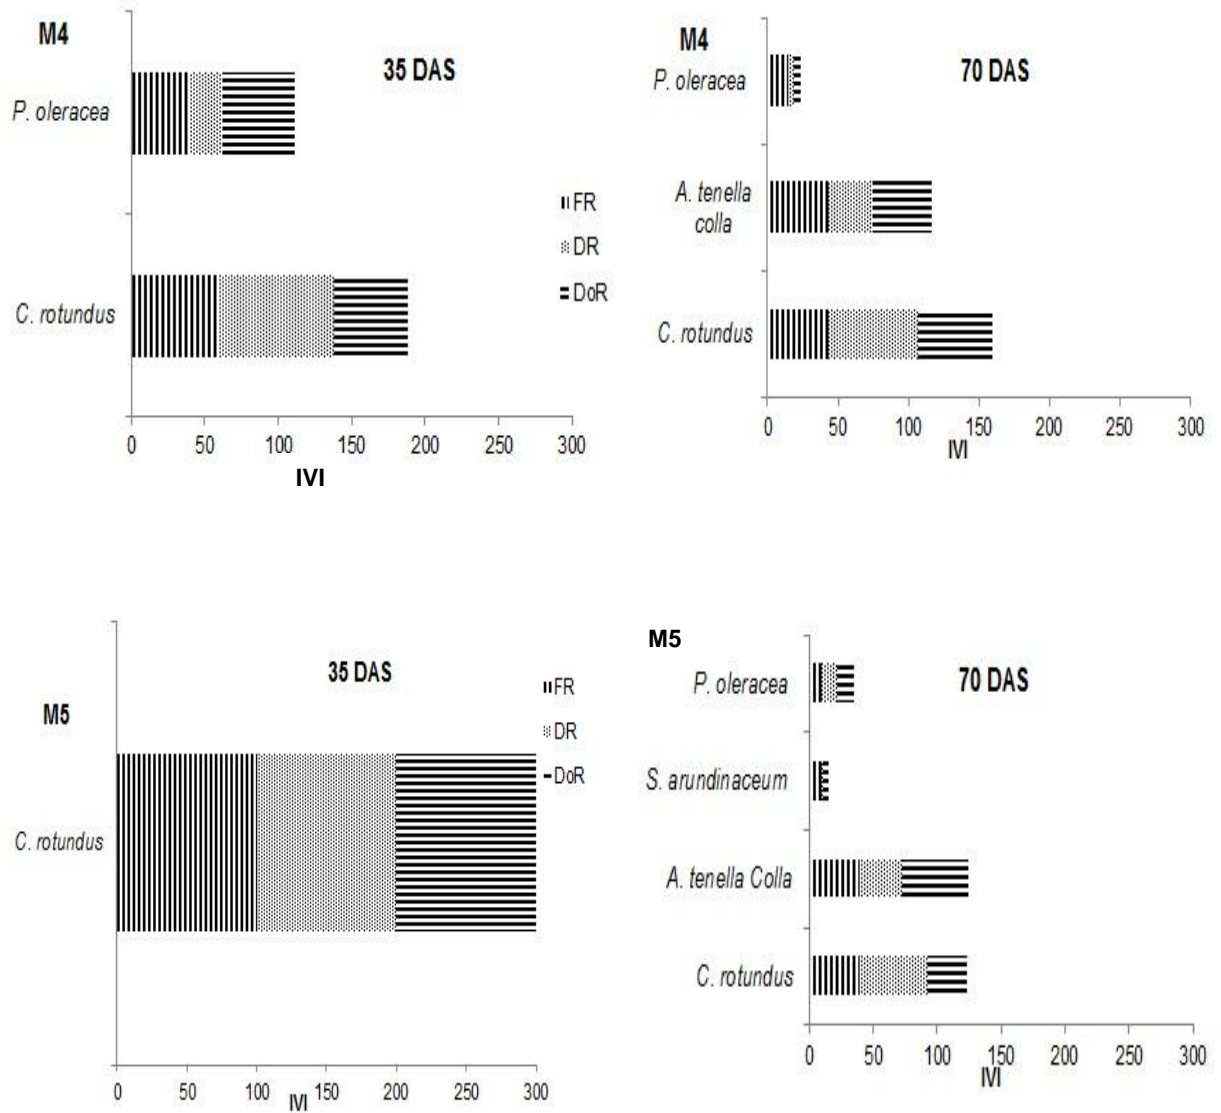 M4
35 DAS
P. oleracea
C. rotundus
FR
DR
DoR
0 50 100 150 200 250 300
IVI
M4
70 DAS
P. oleracea
A. tenella
colla
C. rotundus
0 50 100 150 200 250 300
IVI
35 DAS
M5
C. rotundus
FR
DR
DoR
0 50 100 150 200 250 300
IVI
M5
70 DAS
P. oleracea
S. arundinaceum
A. tenella Colla
C. rotundus
0 50 100 150 200 250 300
IVI